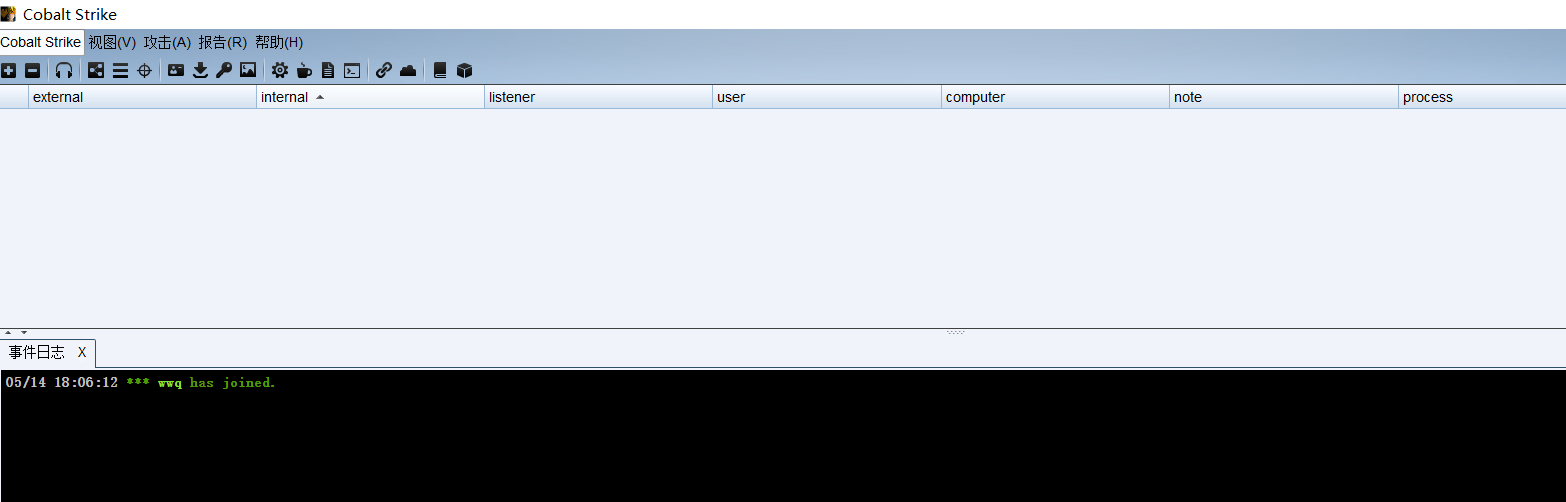 Cobalt Strike
Cobalt Strike 视图(V) 攻击(A) 报告(R) 帮助(H)
external internal listener user computer note process
事件日志 X
05/14 18:06:12 *** wwq has joined.